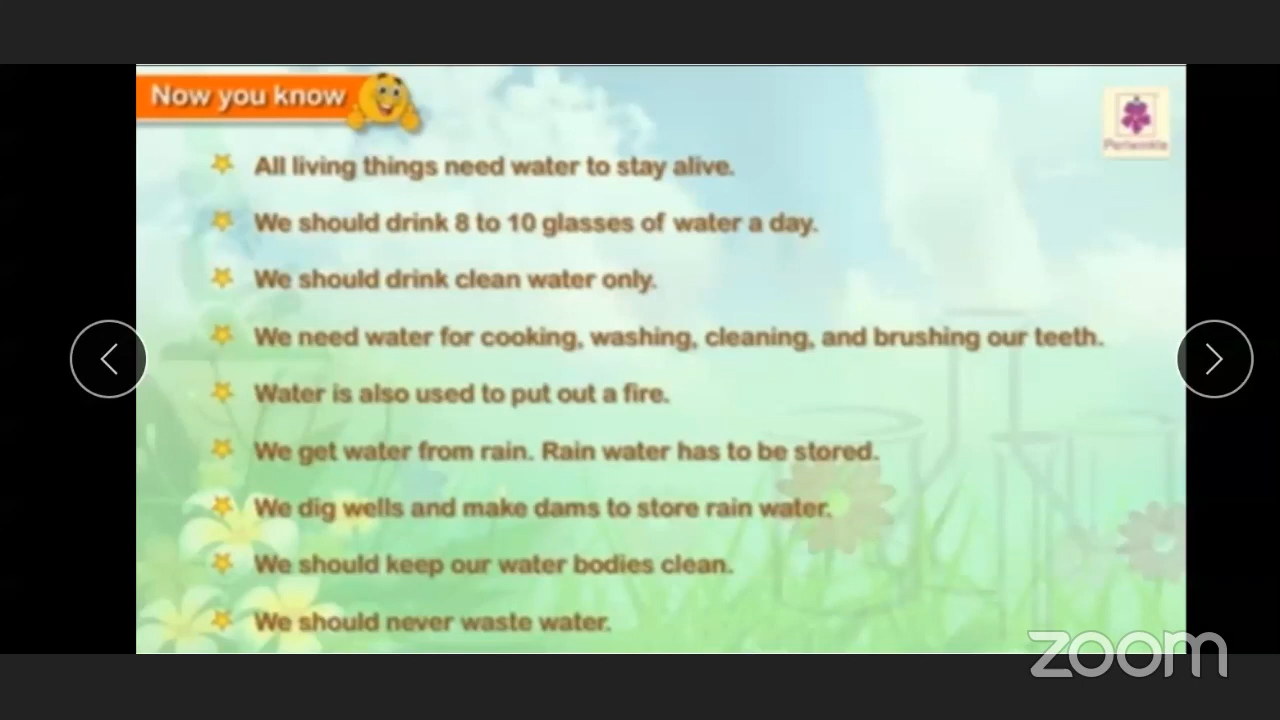 Now you know
Periwinkle
All living things need water to stay alive.
We should drink 8 to 10 glasses of water a day.
We should drink clean water only.
We need water for cooking, washing, cleaning, and brushing our teeth.
Water is also used to put out a fire.
We get water from rain. Rain water has to be stored.
We dig wells and make dams to store rain water.
We should keep our water bodies clean.
We should never waste water.
zoom